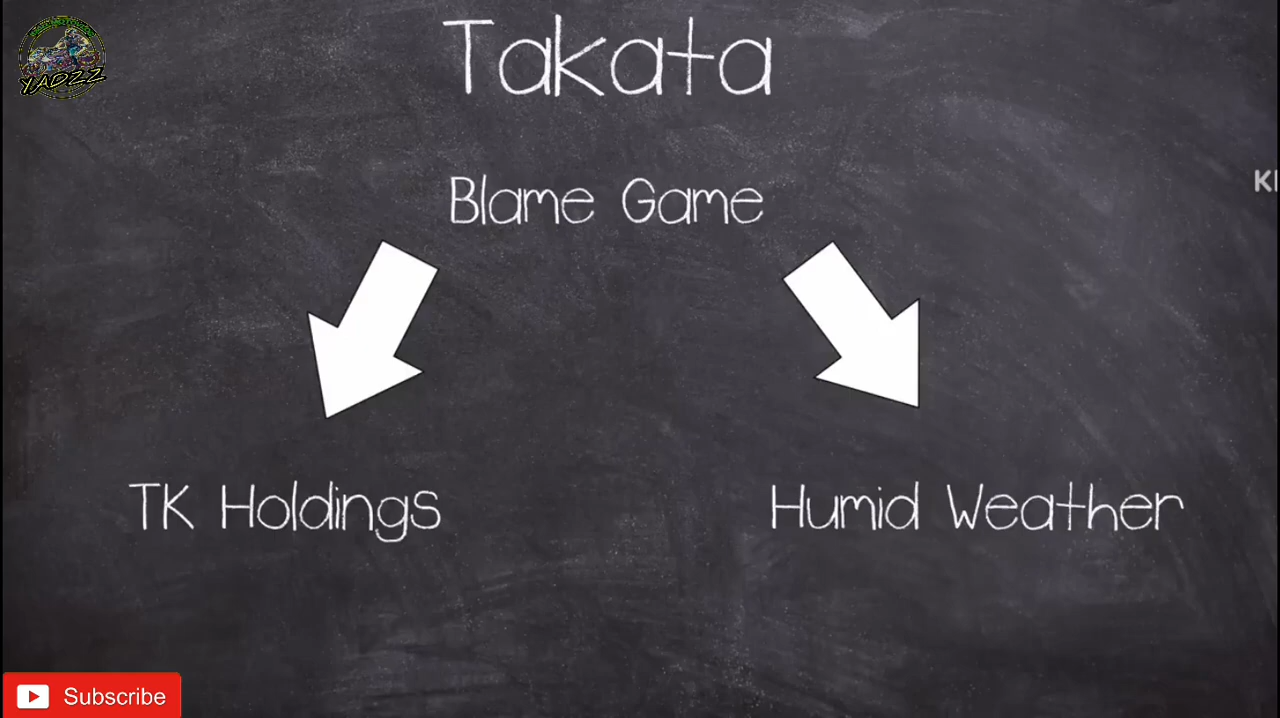 Takata
YADZZ
Blame Game
TK Holdings
Humid Weather
Subscribe